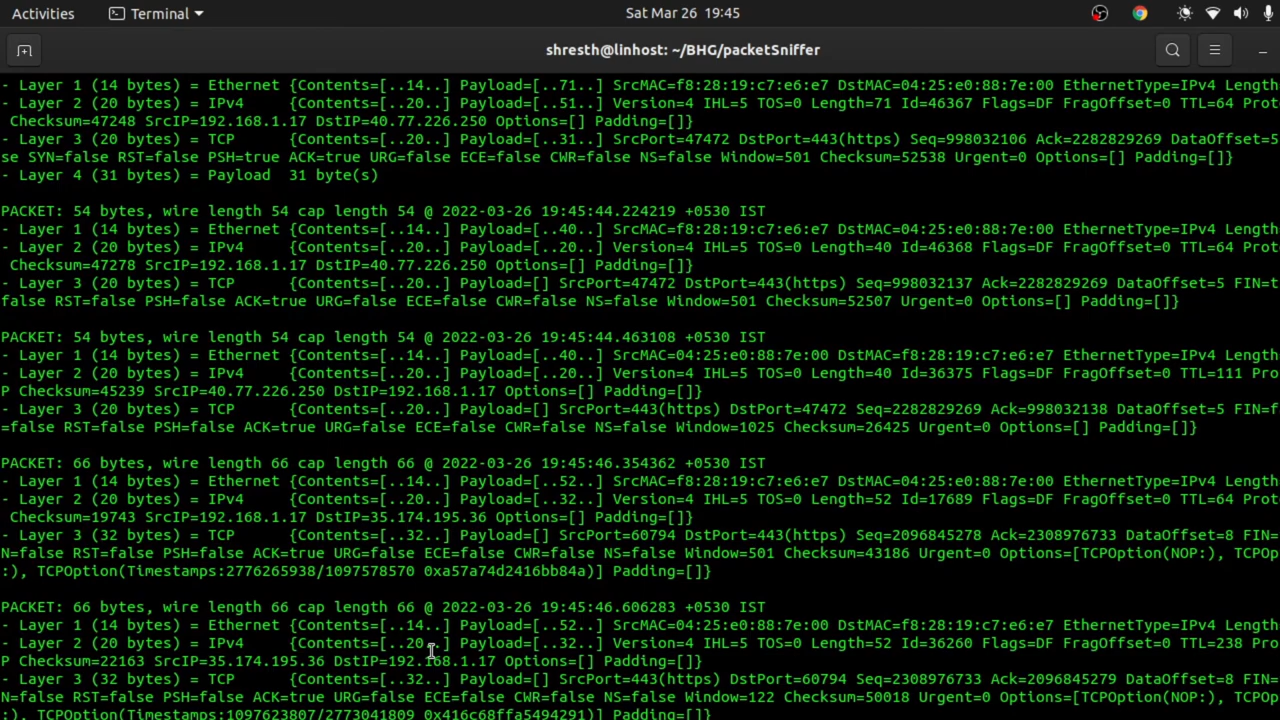 Activities Terminal Sat Mar 26 19:45
shresth@linhost: ~/BHG/packetSniffer
- Layer 1 (14 bytes) = Ethernet {Contents=[..14..] Payload=[..71..] SrcMAC=f8:28:19:c7:e6:e7 DstMAC=04:25:e0:88:7e:00 EthernetType=IPv4 Length
- Layer 2 (20 bytes) = IPv4 {Contents=[..20..] Payload=[..51..] Version=4 IHL=5 TOS=0 Length=71 Id=46367 Flags=DF FragOffset=0 TTL=64 Prot
Checksum=47248 SrcIP=192.168.1.17 DstIP=40.77.226.250 Options=[] Padding=[]}
- Layer 3 (20 bytes) = TCP {Contents=[..20..] Payload=[..31..] SrcPort=47472 DstPort=443(https) Seq=998032106 Ack=2282829269 DataOffset=5
se SYN=false RST=false PSH=true ACK=true URG=false ECE=false CWR=false NS=false Window=501 Checksum=52538 Urgent=0 Options=[] Padding=[]}
- Layer 4 (31 bytes) = Payload 31 byte(s)
PACKET: 54 bytes, wire length 54 cap length 54 @ 2022-03-26 19:45:44.224219 +0530 IST
- Layer 1 (14 bytes) = Ethernet {Contents=[..14..] Payload=[..40..] SrcMAC=f8:28:19:c7:e6:e7 DstMAC=04:25:e0:88:7e:00 EthernetType=IPv4 Length
- Layer 2 (20 bytes) = IPv4 {Contents=[..20..] Payload=[..20..] Version=4 IHL=5 TOS=0 Length=40 Id=46368 Flags=DF FragOffset=0 TTL=64 Prot
Checksum=47278 SrcIP=192.168.1.17 DstIP=40.77.226.250 Options=[] Padding=[]}
- Layer 3 (20 bytes) = TCP {Contents=[..20..] Payload=[] SrcPort=47472 DstPort=443(https) Seq=998032137 Ack=2282829269 DataOffset=5 FIN=t
false RST=false PSH=false ACK=true URG=false ECE=false CWR=false NS=false Window=501 Checksum=52507 Urgent=0 Options=[] Padding=[]}
PACKET: 54 bytes, wire length 54 cap length 54 @ 2022-03-26 19:45:44.463108 +0530 IST
- Layer 1 (14 bytes) = Ethernet {Contents=[..14..] Payload=[..40..] SrcMAC=04:25:e0:88:7e:00 DstMAC=f8:28:19:c7:e6:e7 EthernetType=IPv4 Length
- Layer 2 (20 bytes) = IPv4 {Contents=[..20..] Payload=[..20..] Version=4 IHL=5 TOS=0 Length=40 Id=36375 Flags=DF FragOffset=0 TTL=111 Pro
P Checksum=45239 SrcIP=40.77.226.250 DstIP=192.168.1.17 Options=[] Padding=[]}
- Layer 3 (20 bytes) = TCP {Contents=[..20..] Payload=[] SrcPort=443(https) DstPort=47472 Seq=2282829269 Ack=998032138 DataOffset=5 FIN=f
=false RST=false PSH=false ACK=true URG=false ECE=false CWR=false NS=false Window=1025 Checksum=26425 Urgent=0 Options=[] Padding=[]}
PACKET: 66 bytes, wire length 66 cap length 66 @ 2022-03-26 19:45:46.354362 +0530 IST
- Layer 1 (14 bytes) = Ethernet {Contents=[..14..] Payload=[..52..] SrcMAC=f8:28:19:c7:e6:e7 DstMAC=04:25:e0:88:7e:00 EthernetType=IPv4 Length
- Layer 2 (20 bytes) = IPv4 {Contents=[..20..] Payload=[..32..] Version=4 IHL=5 TOS=0 Length=52 Id=17689 Flags=DF FragOffset=0 TTL=64 Prot
Checksum=19743 SrcIP=192.168.1.17 DstIP=35.174.195.36 Options=[] Padding=[]}
- Layer 3 (32 bytes) = TCP {Contents=[..32..] Payload=[] SrcPort=60794 DstPort=443(https) Seq=2096845278 Ack=2308976733 DataOffset=8 F
N=false RST=false PSH=false ACK=true URG=false ECE=false CWR=false NS=false Window=501 Checksum=43186 Urgent=0 Options=[TCPOption(NOP:), TCPOp
:), TCPOption(Timestamps:2776265938/1097578570 0xa57a74d2416bb84a)] Padding=[]}
PACKET: 66 bytes, wire length 66 cap length 66 @ 2022-03-26 19:45:46.606283 +0530 IST
- Layer 1 (14 bytes) = Ethernet {Contents=[..14..] Payload=[..52..] SrcMAC=04:25:e0:88:7e:00 DstMAC=f8:28:19:c7:e6:e7 EthernetType=IPv4 Length
- Layer 2 (20 bytes) = IPv4 {Contents=[..20..] Payload=[..32..] Version=4 IHL=5 TOS=0 Length=52 Id=36260 Flags=DF FragOffset=0 TTL=238 Pro
P Checksum=22163 SrcIP=35.174.195.36 DstIP=192.168.1.17 Options=[] Padding=[]}
- Layer 3 (32 bytes) = TCP {Contents=[..32..] Payload=[] SrcPort=443(https) DstPort=60794 Seq=2308976733 Ack=2096845279 DataOffset=8 F
N=false RST=false PSH=false ACK=true URG=false ECE=false CWR=false NS=false Window=122 Checksum=50018 Urgent=0 Options=[TCPOption(NOP:), TCPOp
:), TCPOption(Timestamps:1097623807/2773041809 0x416c68ffa5494291)] Padding=[]}